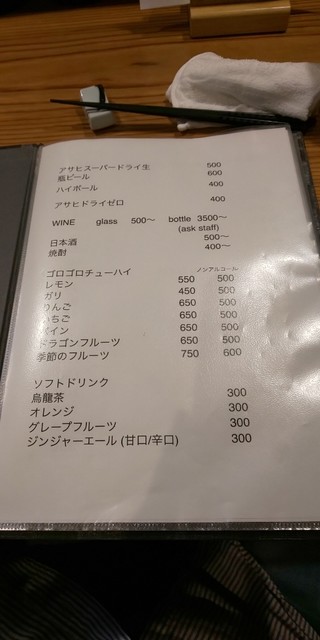 アサヒスーパードライ生 500
瓶ビール 600
ハイボール 400
アサヒドライゼロ 400
WINE glass 500〜 bottle 3500〜
(ask staff)
日本酒 500〜
焼酎 400〜
ゴロゴロチューハイ ノンアルコール
レモン 550 500
ガリ 450 500
りんご 650 500
いちご 650 500
パイン 650 500
ドラゴンフルーツ 650 500
季節のフルーツ 750 600
ソフトドリンク
烏龍茶 300
オレンジ 300
グレープフルーツ 300
ジンジャーエール (甘口/辛口) 300